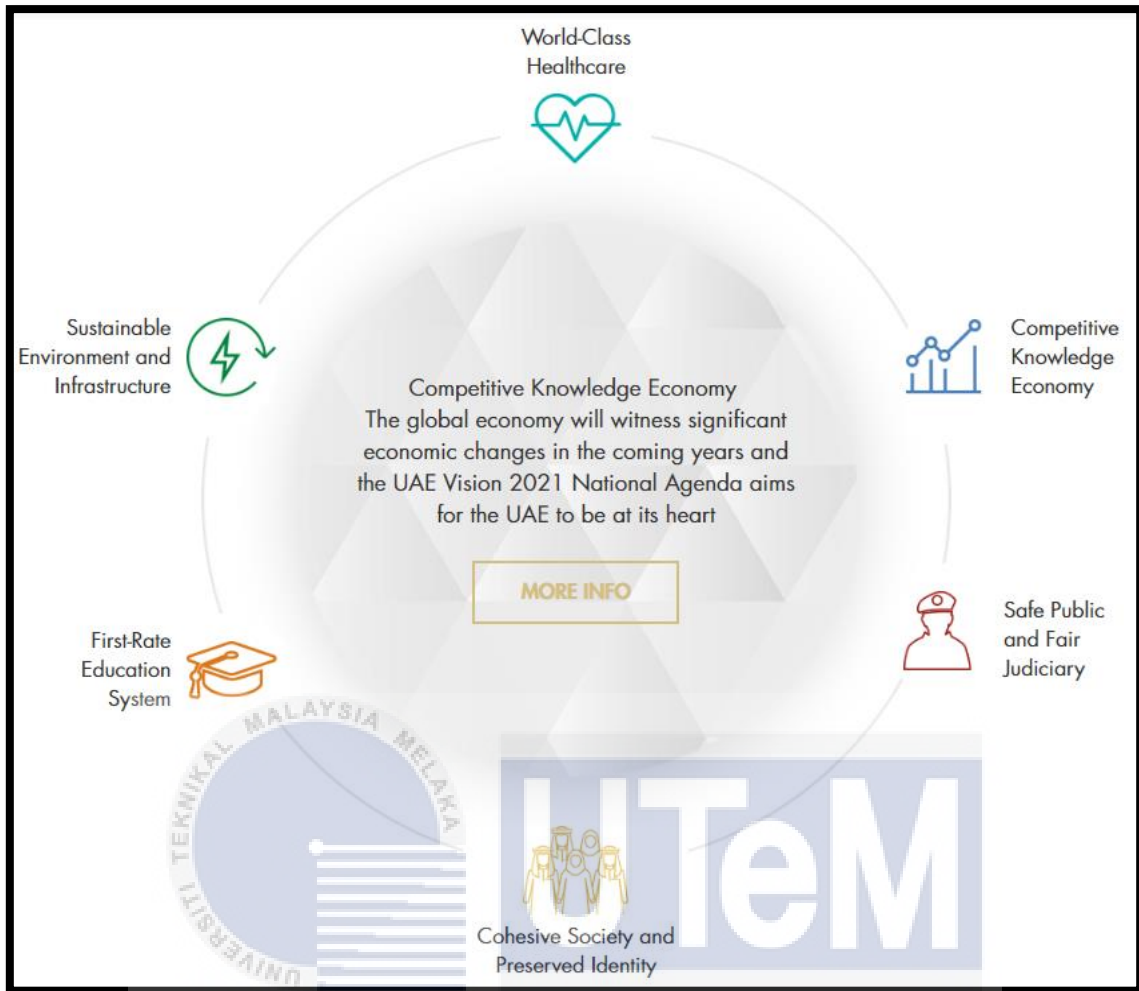 World-Class
Healthcare
Sustainable
Environment and
Infrastructure
Competitive
Knowledge
Economy
Competitive Knowledge Economy
The global economy will witness significant
economic changes in the coming years and
the UAE Vision 2021 National Agenda aims
for the UAE to be at its heart
MORE INFO
First-Rate
Education
System
Safe Public
and Fair
Judiciary
UNIVERSITI TEKNIKAL MALAYSIA MELAKA
UTeM
Cohesive Society and
Preserved Identity